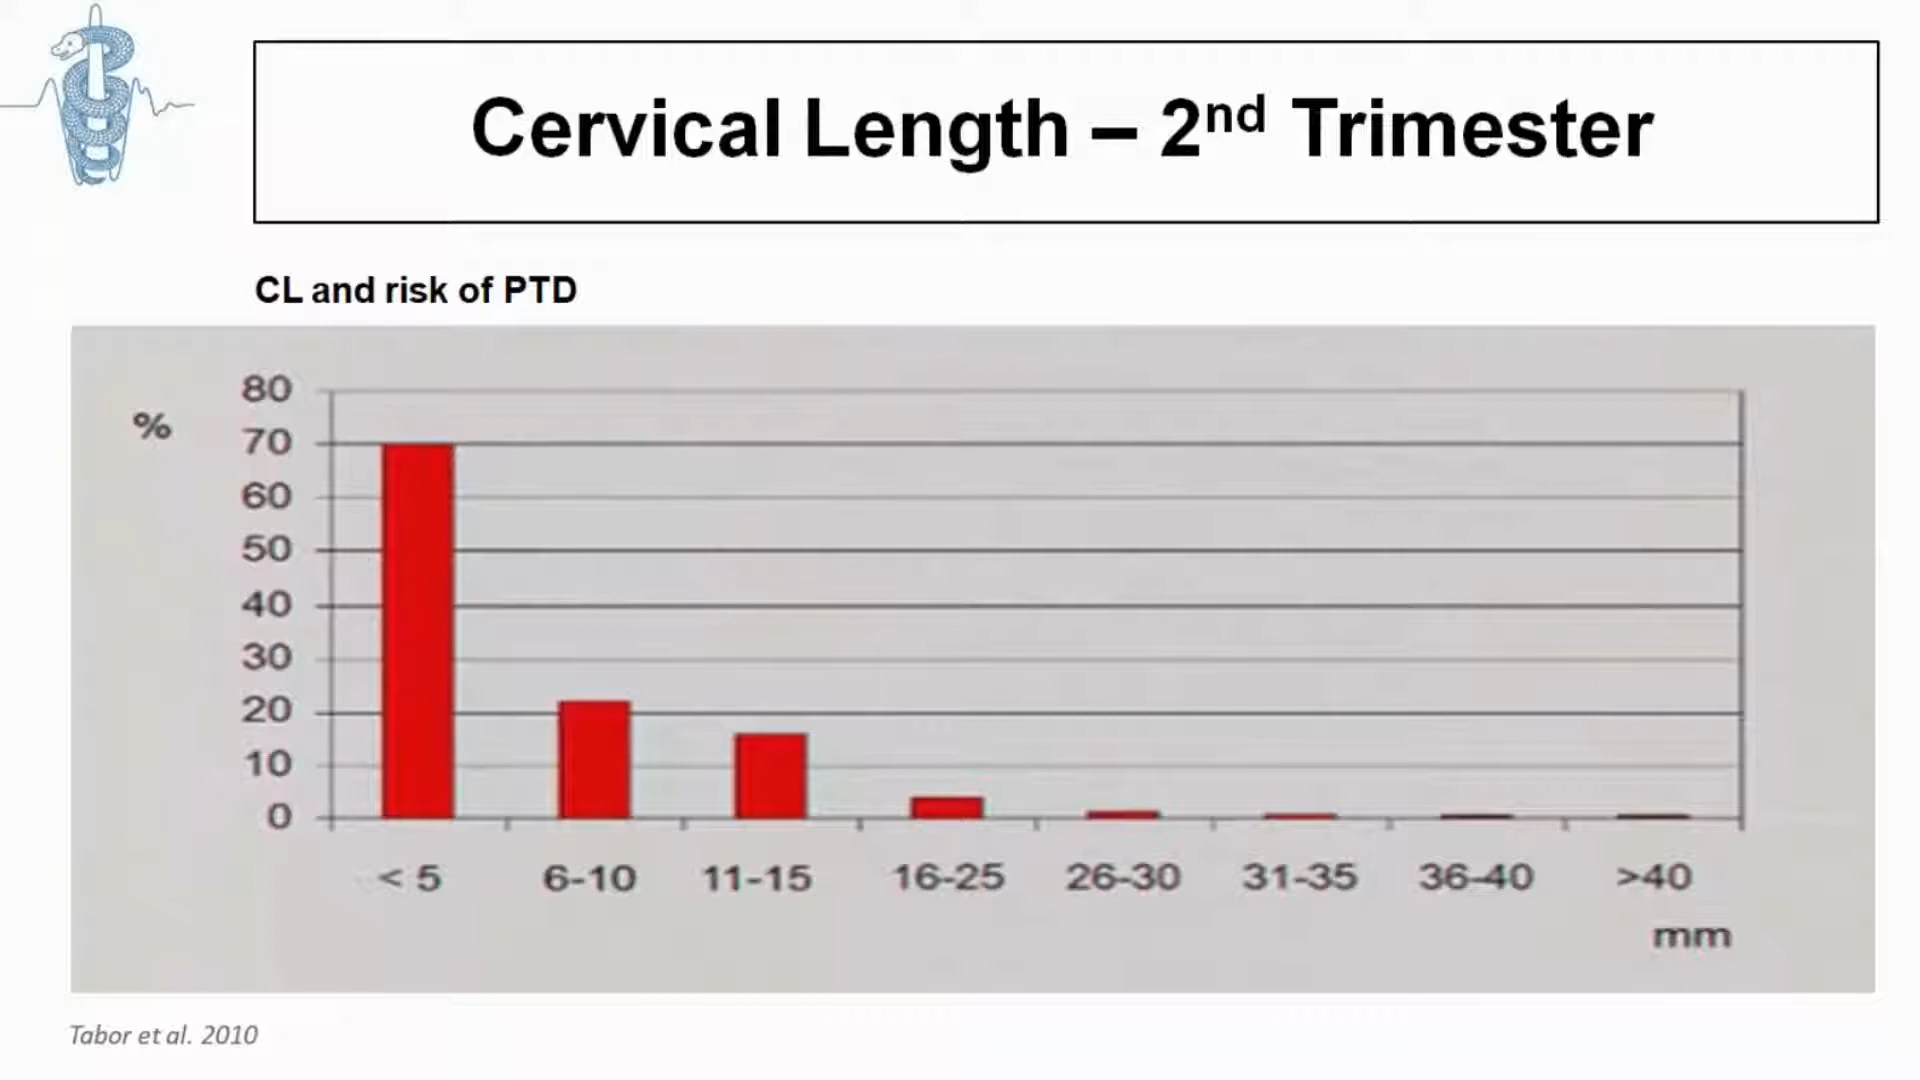 Cervical Length – 2nd Trimester
CL and risk of PTD
%
80
70
60
50
40
30
20
10
0
< 5 6-10 11-15 16-25 26-30 31-35 36-40 >40
mm
Tabor et al. 2010